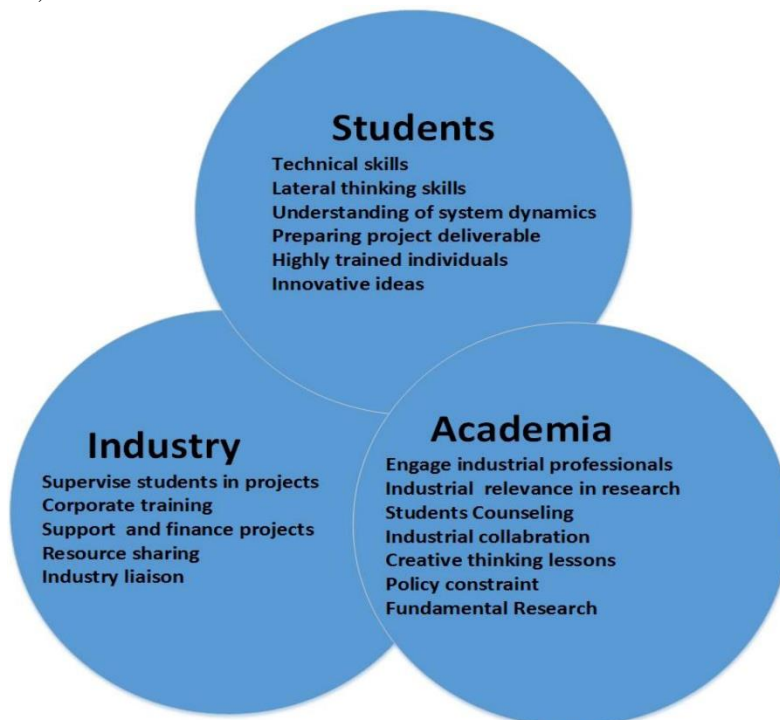 Students
Technical skills
Lateral thinking skills
Understanding of system dynamics
Preparing project deliverable
Highly trained individuals
Innovative ideas
Industry
Supervise students in projects
Corporate training
Support and finance projects
Resource sharing
Industry liaison
Academia
Engage industrial professionals
Industrial relevance in research
Students Counseling
Industrial collabration
Creative thinking lessons
Policy constraint
Fundamental Research